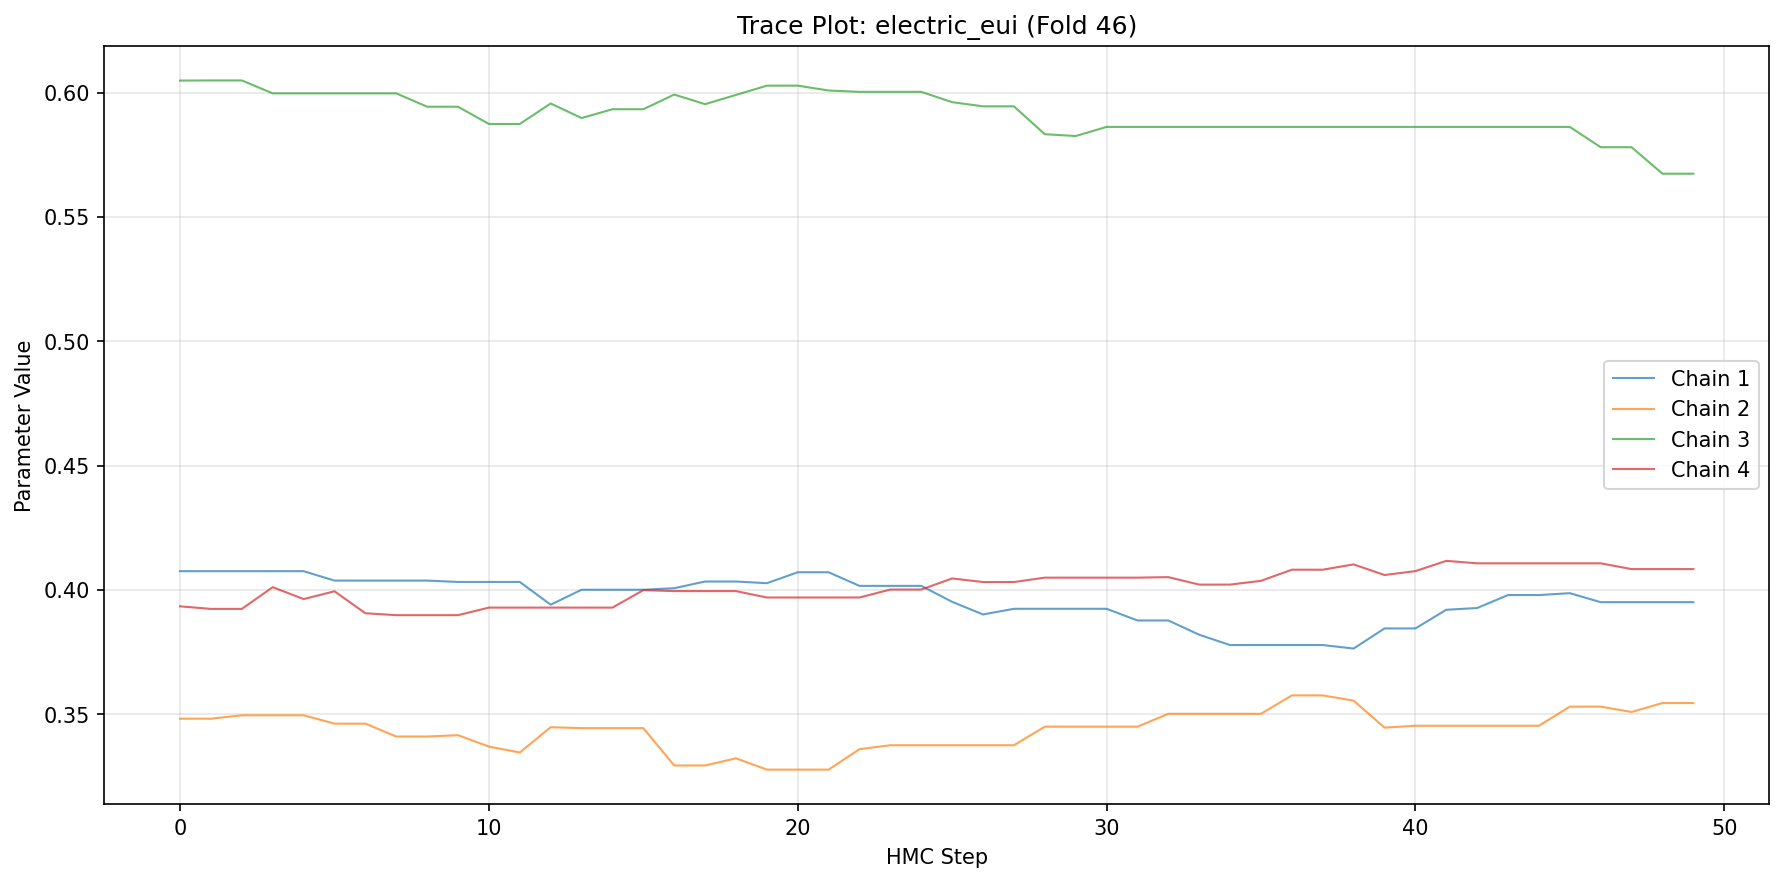 Trace Plot: electric_eui (Fold 46)
Parameter Value
0.60
0.55
0.50
0.45
0.40
0.35
Chain 1
Chain 2
Chain 3
Chain 4
0
10
20
30
40
50
HMC Step